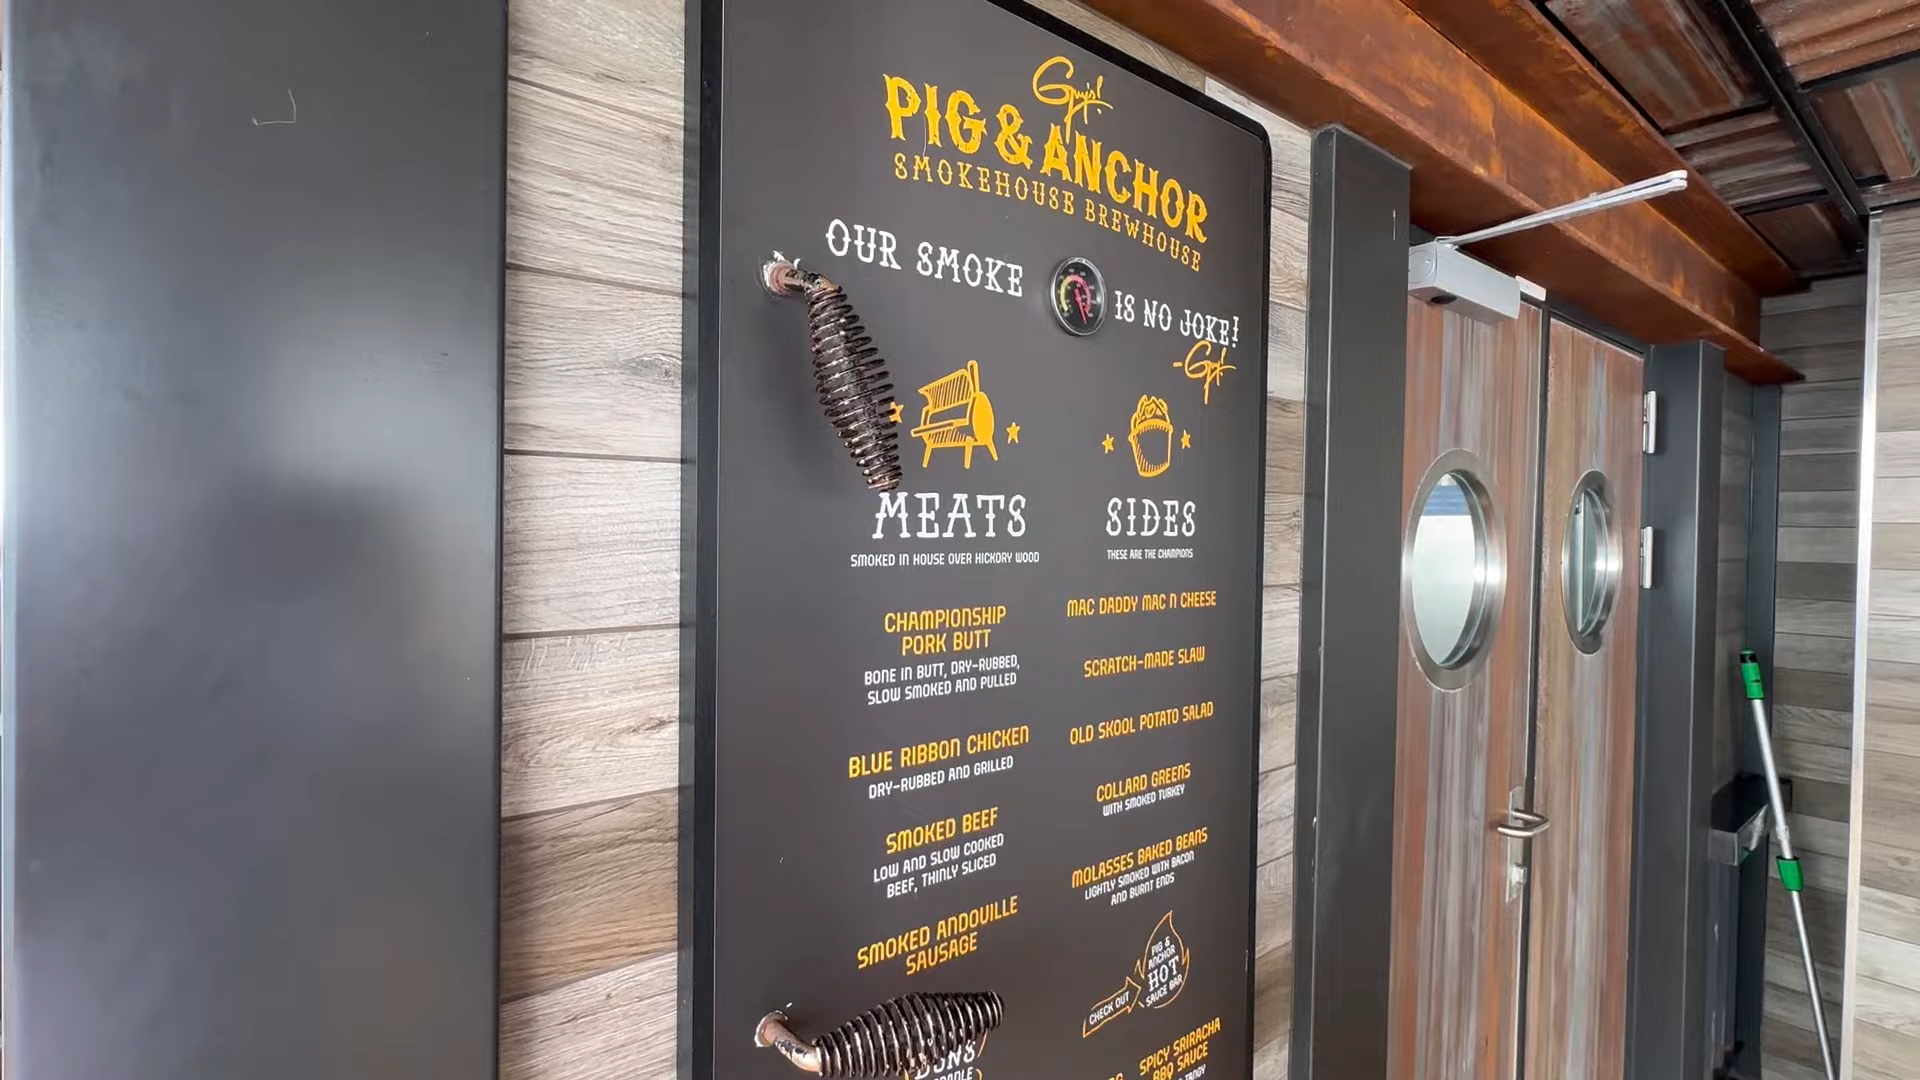 Guy's!
PIG & ANCHOR
SMOKEHOUSE BREWHOUSE
OUR SMOKE IS NO JOKE!
MEATS
SMOKED IN HOUSE OVER HICKORY WOOD
CHAMPIONSHIP
PORK BUTT
BONE IN BUTT, DRY-RUBBED,
SLOW SMOKED AND PULLED
BLUE RIBBON CHICKEN
DRY-RUBBED AND GRILLED
SMOKED BEEF
LOW AND SLOW COOKED
BEEF, THINLY SLICED
SMOKED ANDOUILLE
SAUSAGE
SIDES
THESE ARE THE CHAMPIONS
MAC DADDY MAC N CHEESE
SCRATCH-MADE SLAW
OLD SKOOL POTATO SALAD
COLLARD GREENS
WITH SMOKED TURKEY
MOLASSES BAKED BEANS
LIGHTLY SMOKED WITH BACON
AND BURNT ENDS
CHECK OUT
PIG &
ANCHOR
HOT
SAUCE BAR
SPICY SRIRACHA
BBQ SAUCE
TANGY